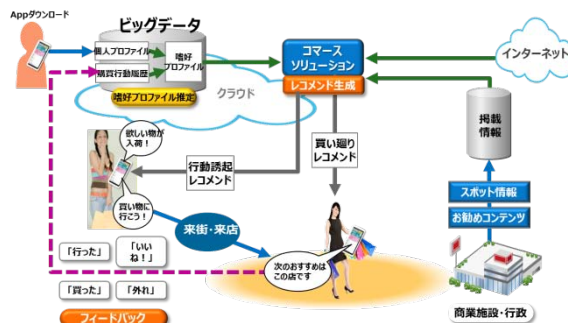 Appダウンロード
ビッグデータ
個人プロファイル
購買行動履歴
嗜好
プロファイル
嗜好プロファイル推定
クラウド
コマース
ソリューション
レコメンド生成
インターネット
掲載
情報
欲しい物が
入荷！
行動誘起
レコメンド
買い廻り
レコメンド
買い物に
行こう！
来街・来店
スポット情報
お勧めコンテンツ
次のおすすめは
この店です
「行った」
「いい
ね！」
「買った」
「外れ」
フィードバック
商業施設・行政